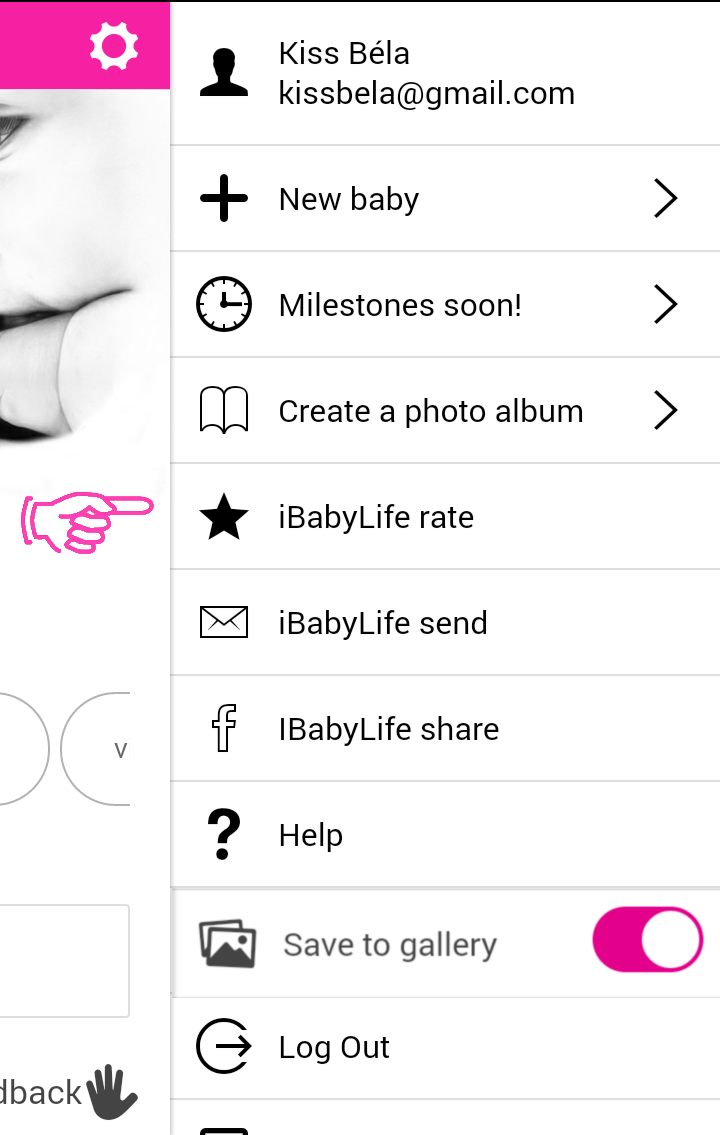 Kiss Béla
kissbela@gmail.com
New baby
Milestones soon!
Create a photo album
iBabyLife rate
iBabyLife send
IBabyLife share
v
Help
Save to gallery
Log Out
dback